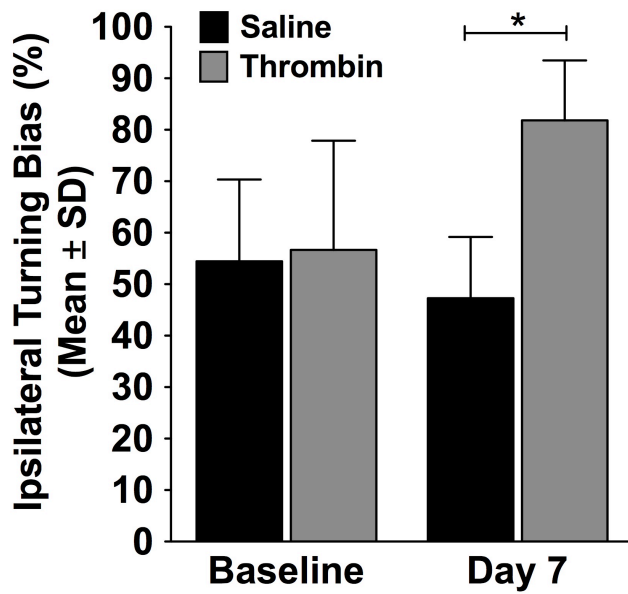 Ipsilateral Turning Bias (%)
(Mean ± SD)
100
90
80
70
60
50
40
30
20
10
0
Saline
Thrombin
*
Baseline
Day 7